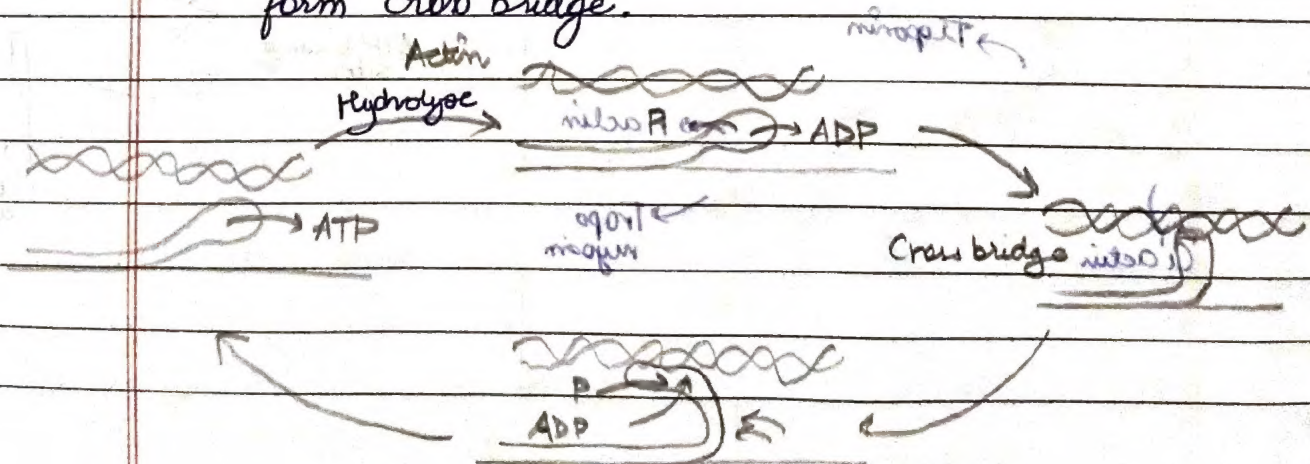 form Cross bridge.
Actin
Hydrolyse
P
ADP
ATP
Cross bridge
P
ADP